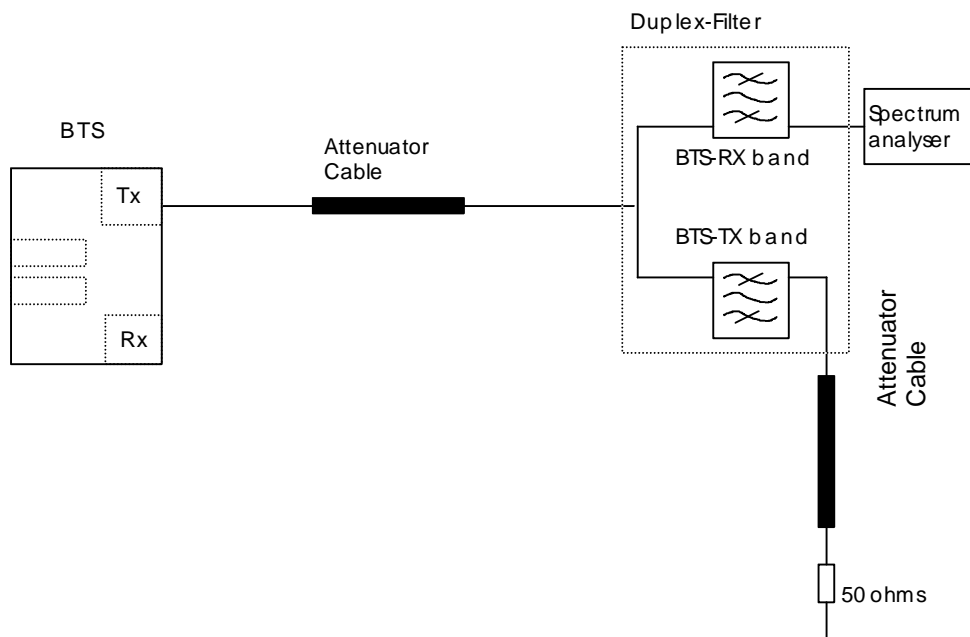 Duplex-Filter
BTS
Tx
Rx
Attenuator
Cable
BTS-RX band
Spectrum
analyser
BTS-TX band
Attenuator
Cable
50 ohms